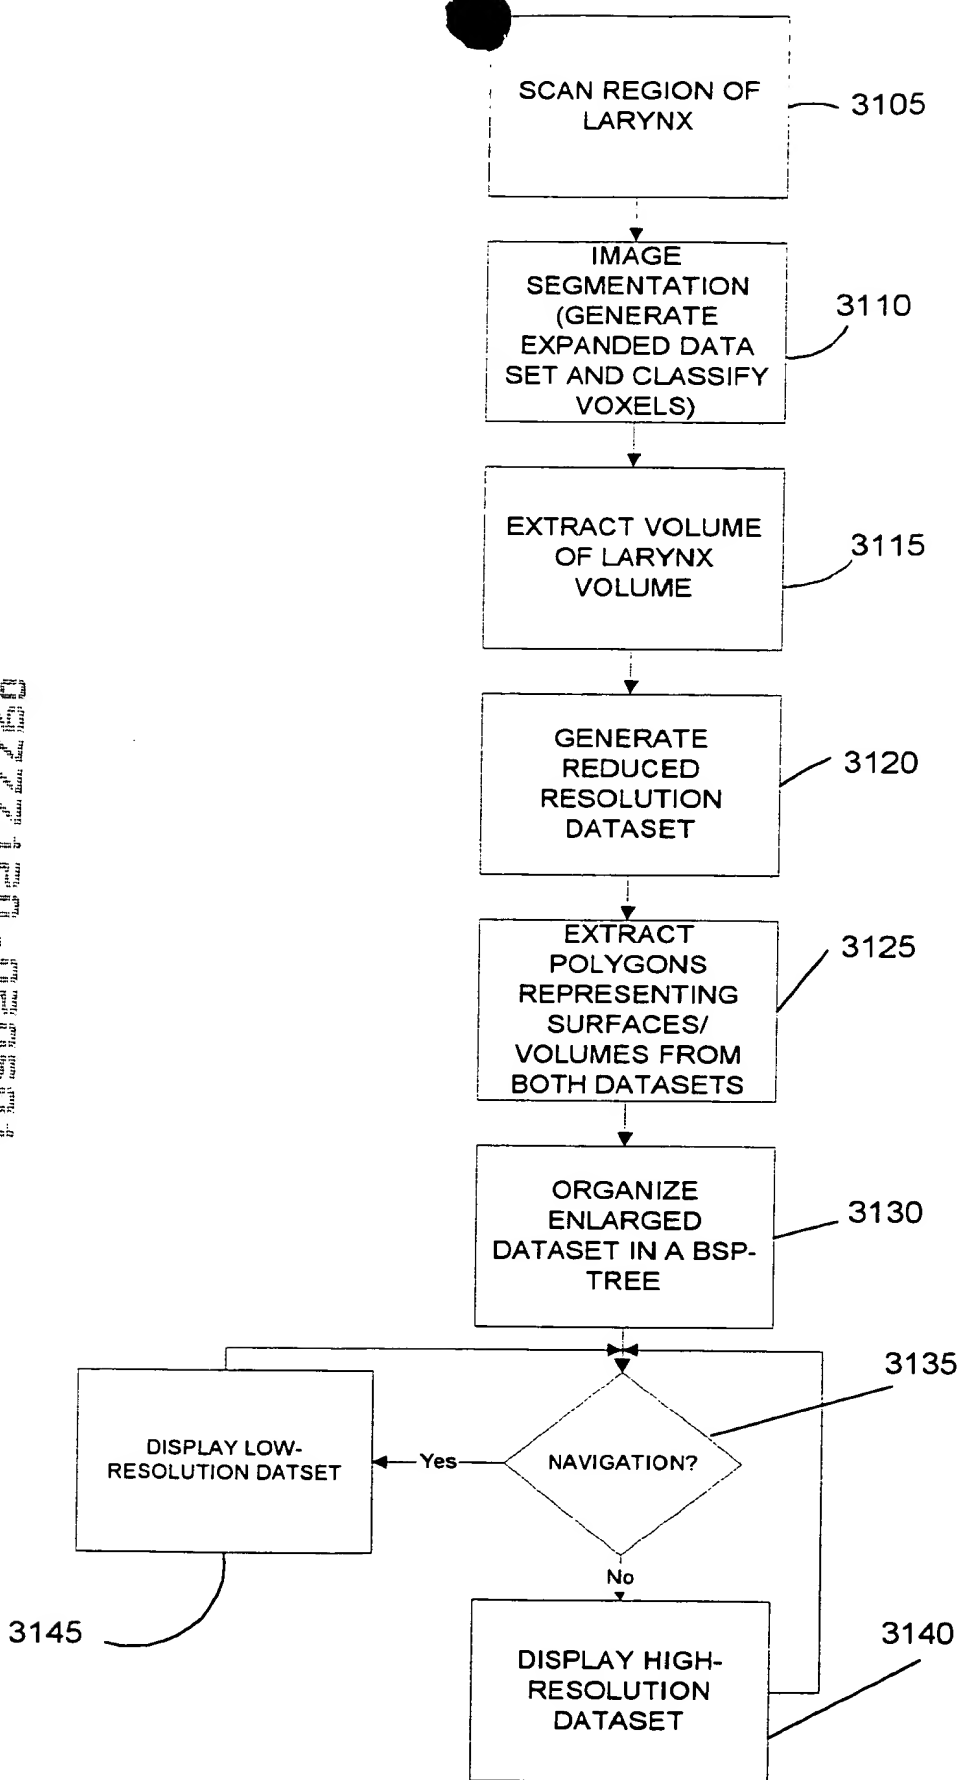 SCAN REGION OF
LARYNX
3105
IMAGE
SEGMENTATION
(GENERATE
EXPANDED DATA
SET AND CLASSIFY
VOXELS)
3110
EXTRACT VOLUME
OF LARYNX
VOLUME
3115
GENERATE
REDUCED
RESOLUTION
DATASET
3120
EXTRACT
POLYGONS
REPRESENTING
SURFACES/
VOLUMES FROM
BOTH DATASETS
3125
ORGANIZE
ENLARGED
DATASET IN A BSP-
TREE
3130
3135
NAVIGATION?
Yes
DISPLAY LOW-
RESOLUTION DATSET
3145
No
DISPLAY HIGH-
RESOLUTION
DATASET
3140